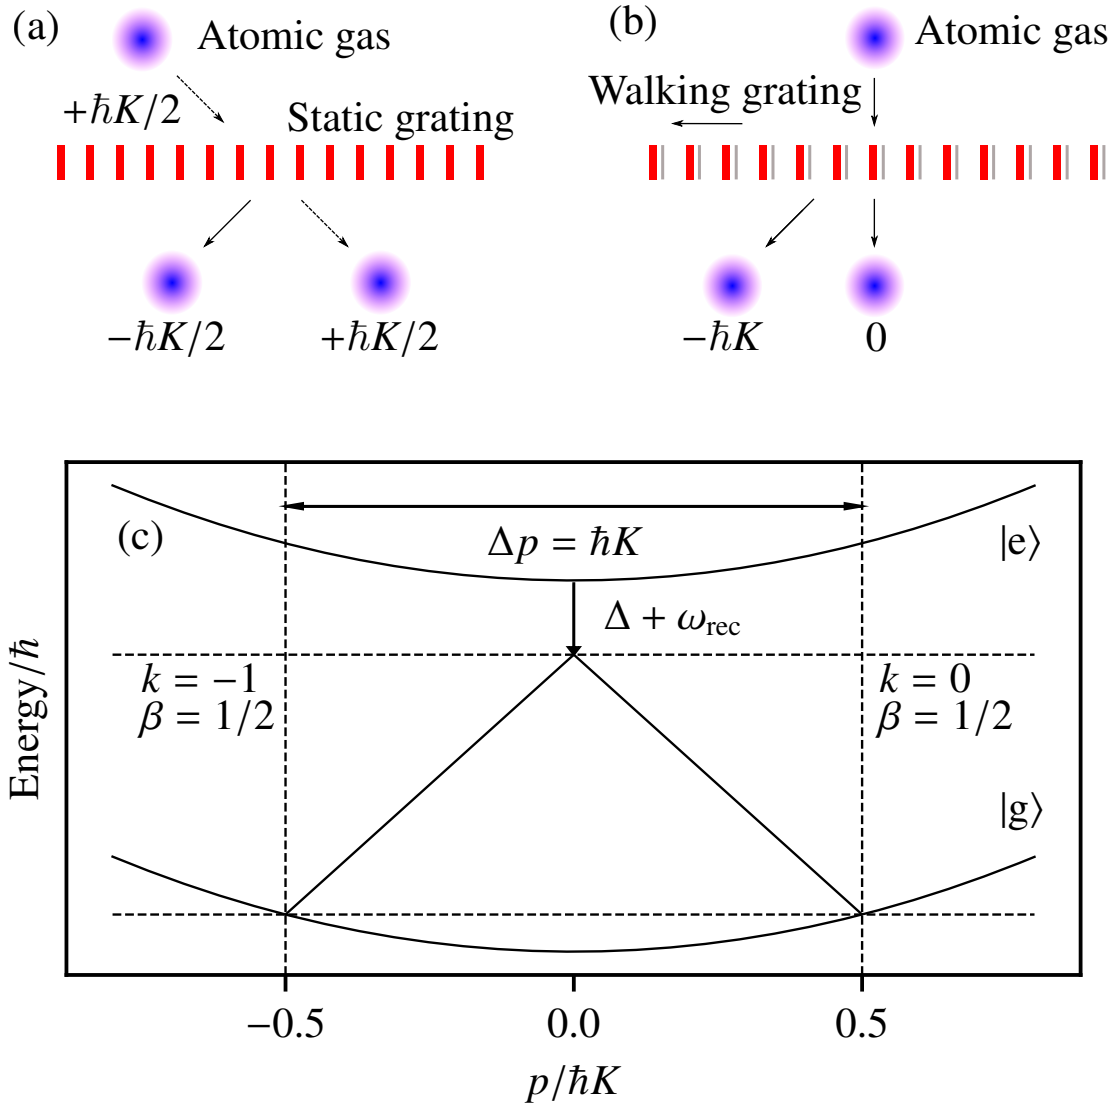 (a)
Atomic gas
+ħK/2
Static grating
−ħK/2
+ħK/2
(b)
Atomic gas
Walking grating
−ħK
0
(c)
Δp = ħK
|e⟩
Δ + ω_rec
k = −1
β = 1/2
k = 0
β = 1/2
|g⟩
Energy/ħ
−0.5
0.0
0.5
p/ħK